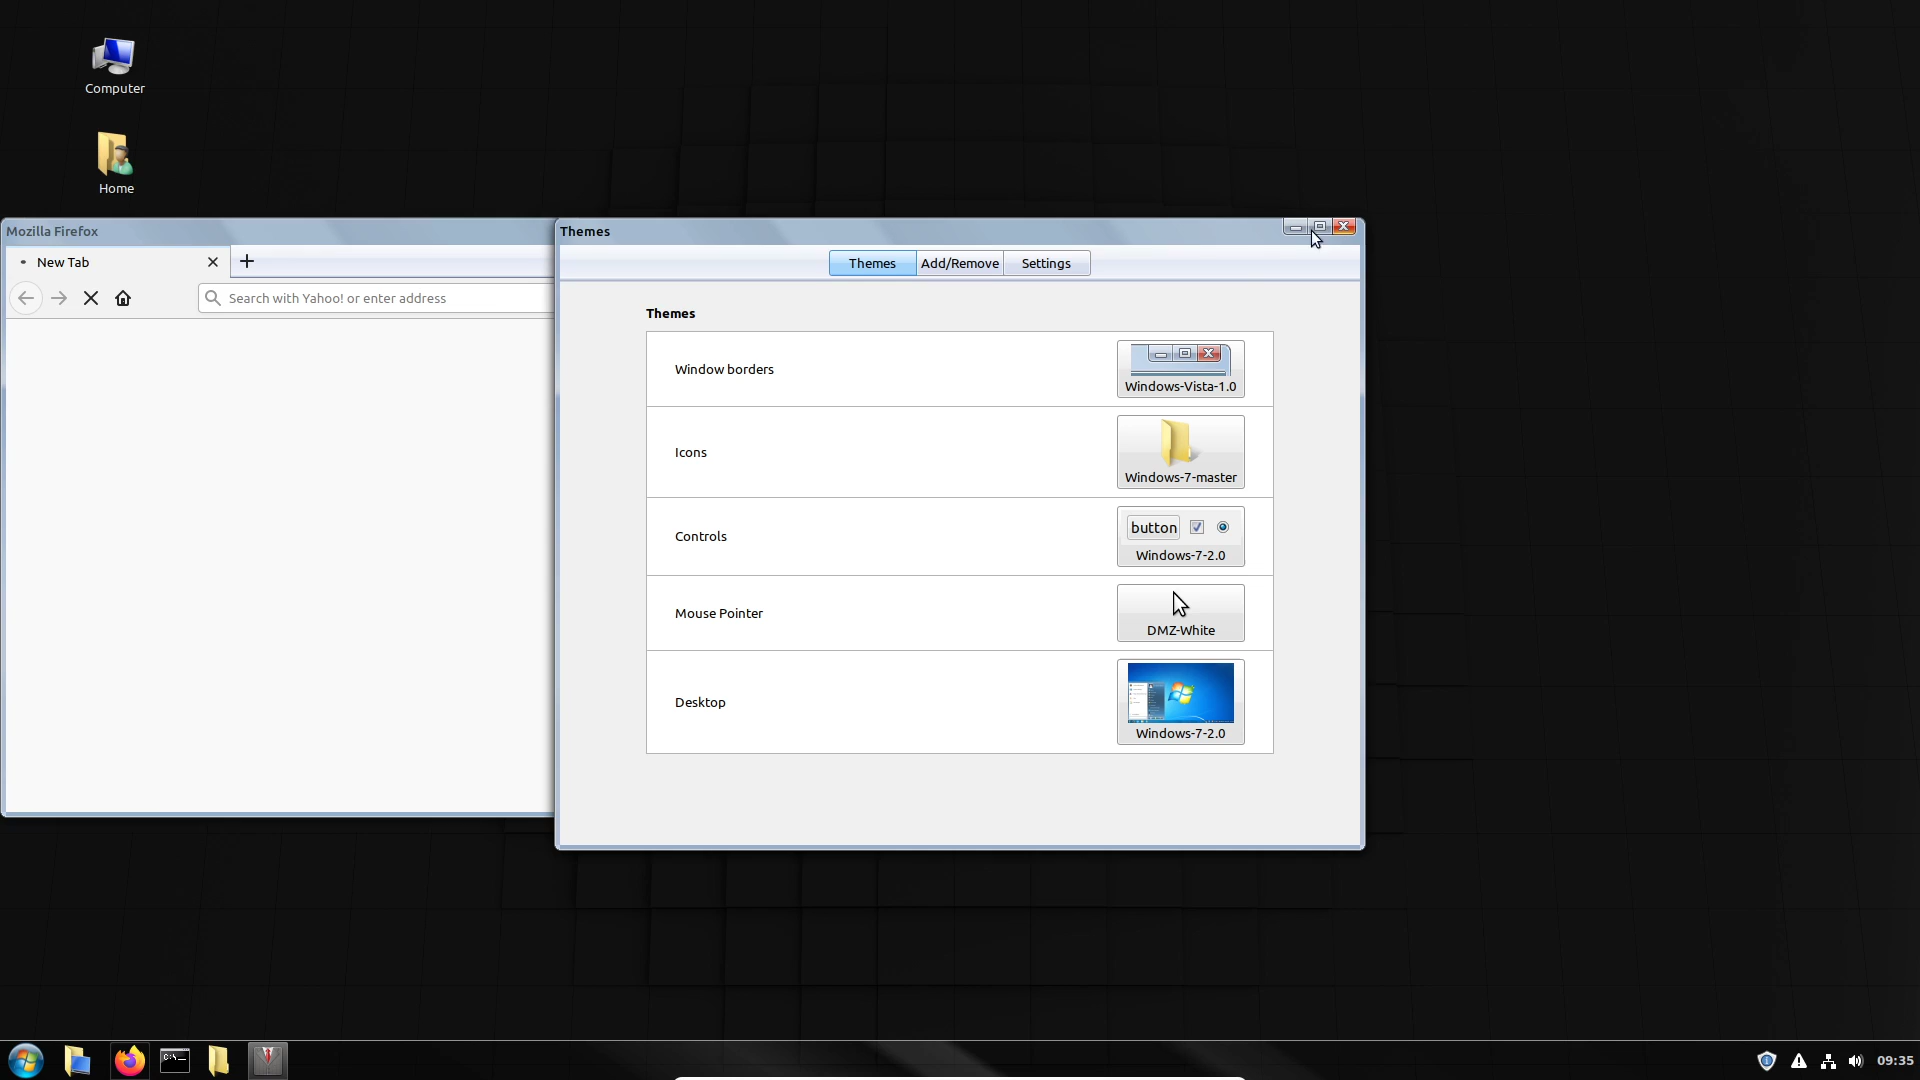 Computer
Home
Mozilla Firefox
New Tab
Search with Yahoo! or enter address
Themes
Themes Add/Remove Settings
Themes
Window borders
Windows-Vista-1.0
Icons
Windows-7-master
Controls
button
Windows-7-2.0
Mouse Pointer
DMZ-White
Desktop
Windows-7-2.0
09:35